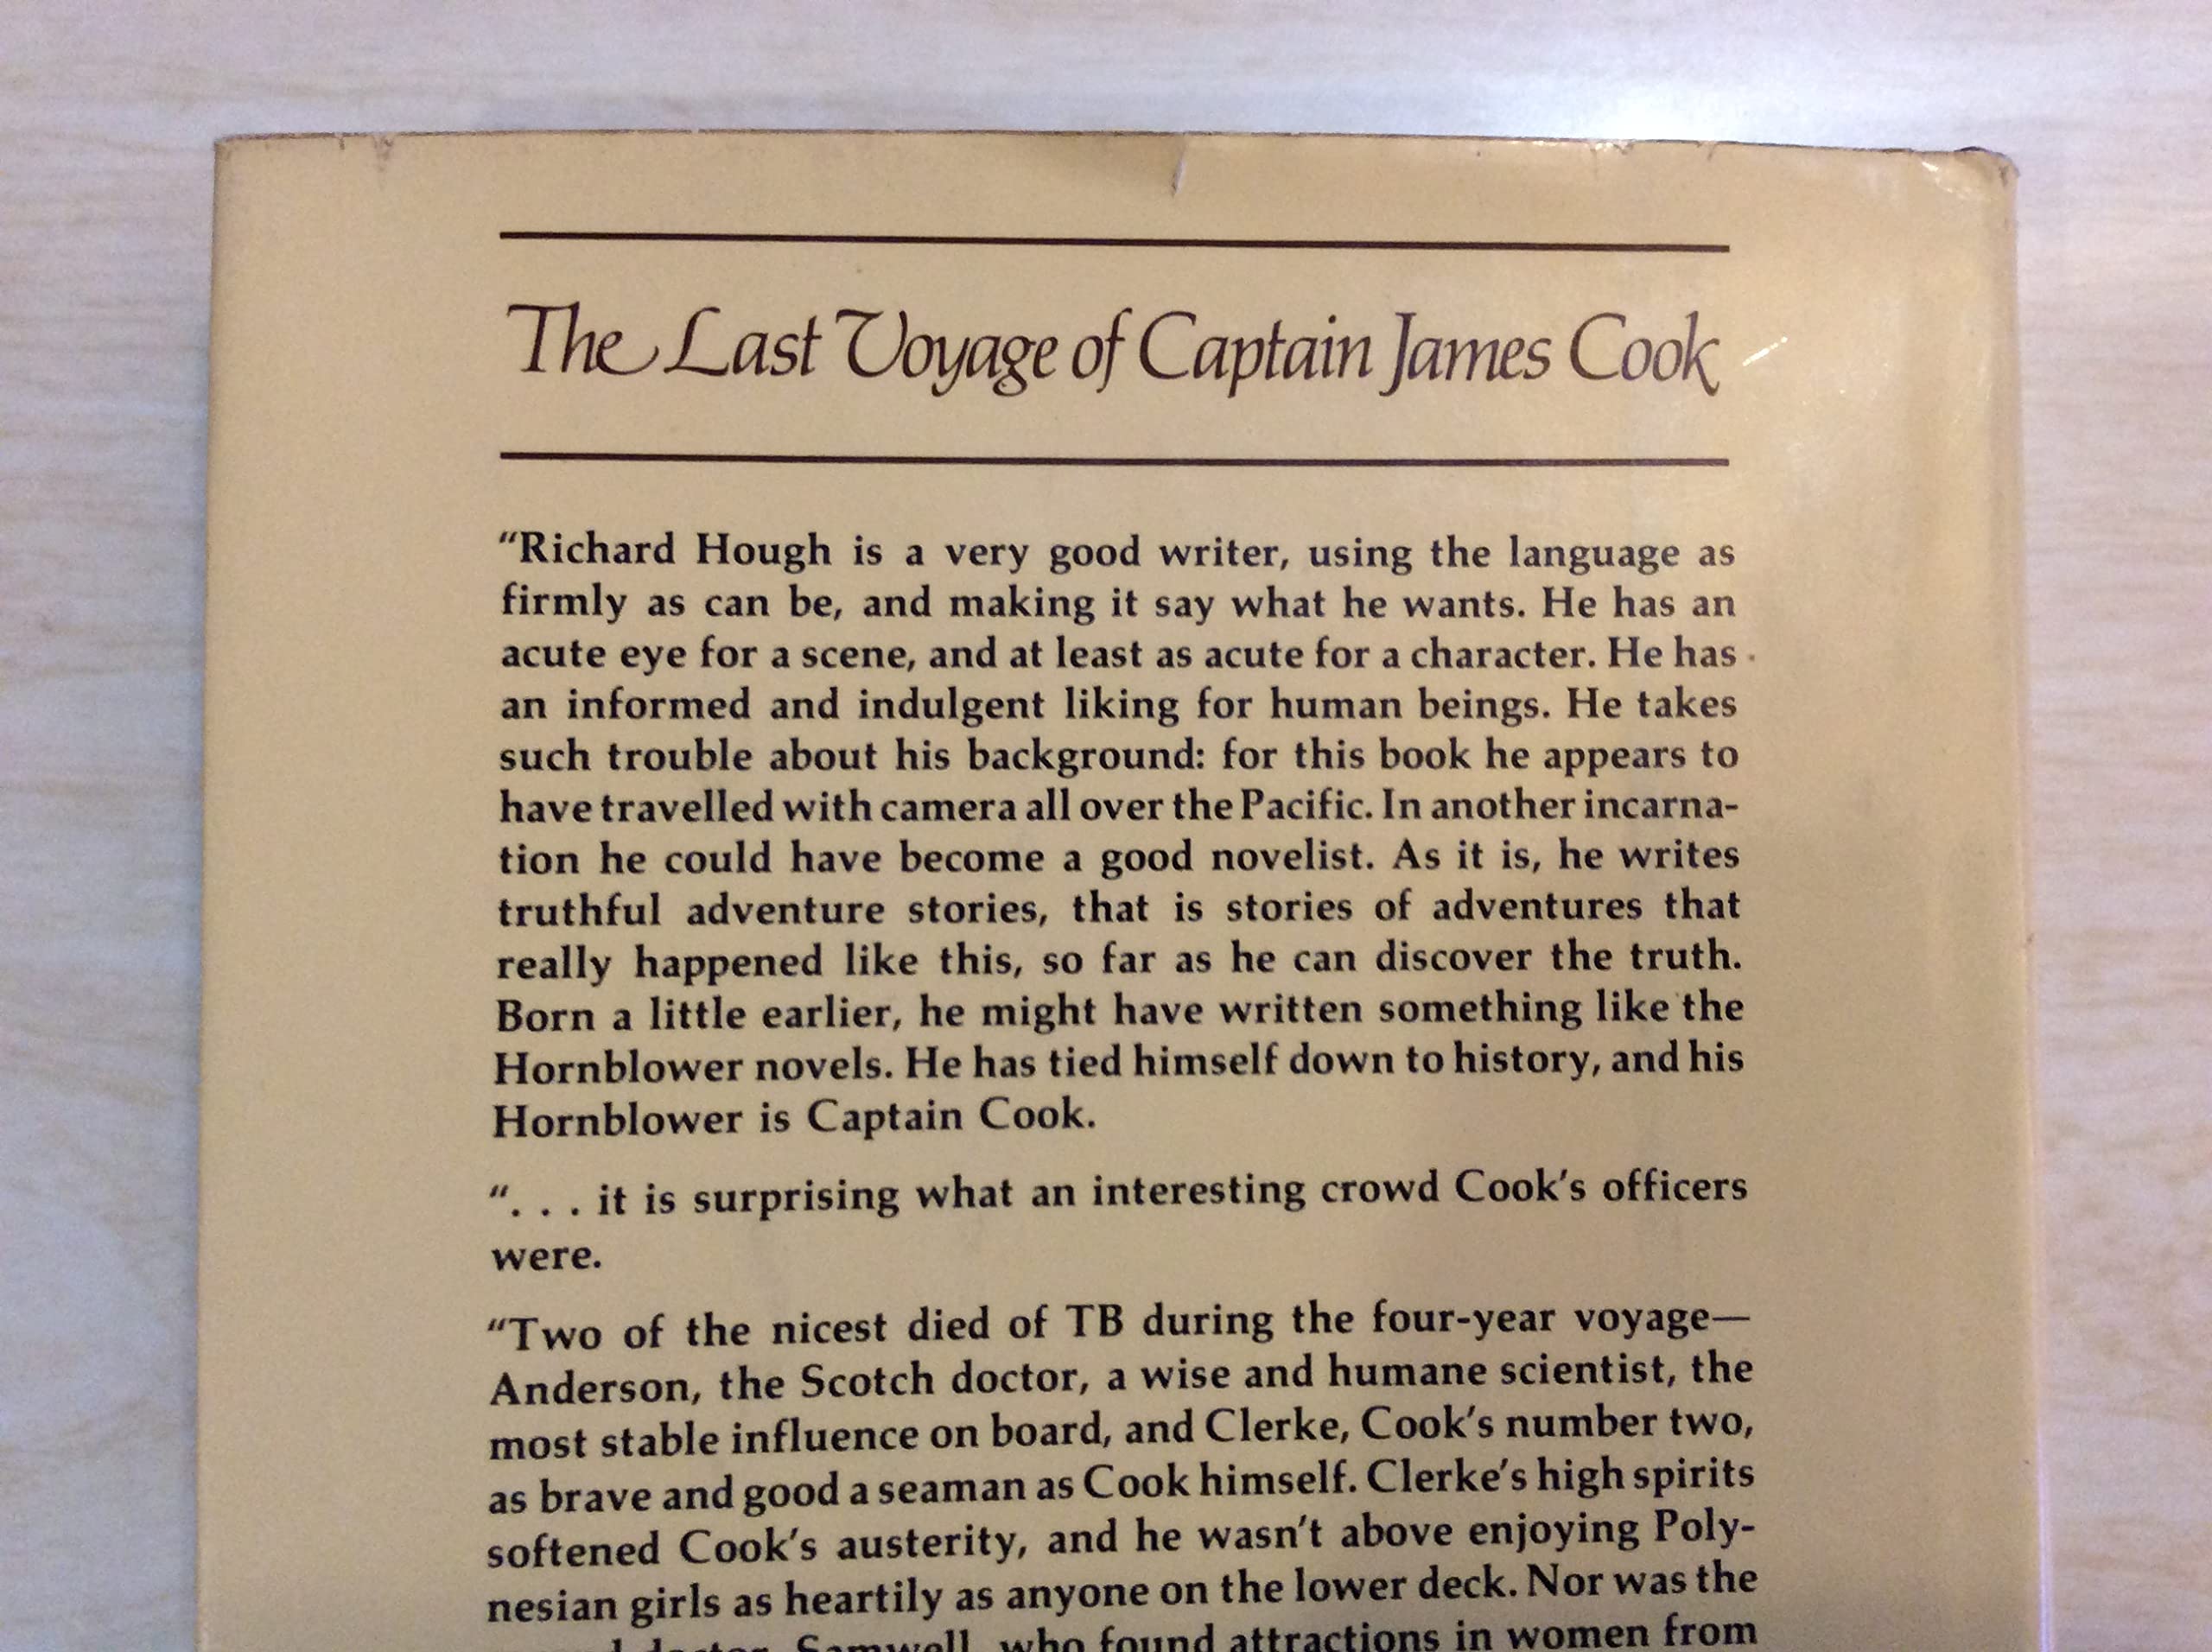 The Last Voyage of Captain James Cook
“Richard Hough is a very good writer, using the language as
firmly as can be, and making it say what he wants. He has an
acute eye for a scene, and at least as acute for a character. He has
an informed and indulgent liking for human beings. He takes
such trouble about his background: for this book he appears to
have travelled with camera all over the Pacific. In another incarna-
tion he could have become a good novelist. As it is, he writes
truthful adventure stories, that is stories of adventures that
really happened like this, so far as he can discover the truth.
Born a little earlier, he might have written something like the
Hornblower novels. He has tied himself down to history, and his
Hornblower is Captain Cook.
“. . . it is surprising what an interesting crowd Cook’s officers
were.
“Two of the nicest died of TB during the four-year voyage—
Anderson, the Scotch doctor, a wise and humane scientist, the
most stable influence on board, and Clerke, Cook’s number two,
as brave and good a seaman as Cook himself. Clerke’s high spirits
softened Cook’s austerity, and he wasn’t above enjoying Poly-
nesian girls as heartily as anyone on the lower deck. Nor was the
doctor, Samwell, who found attractions in women from